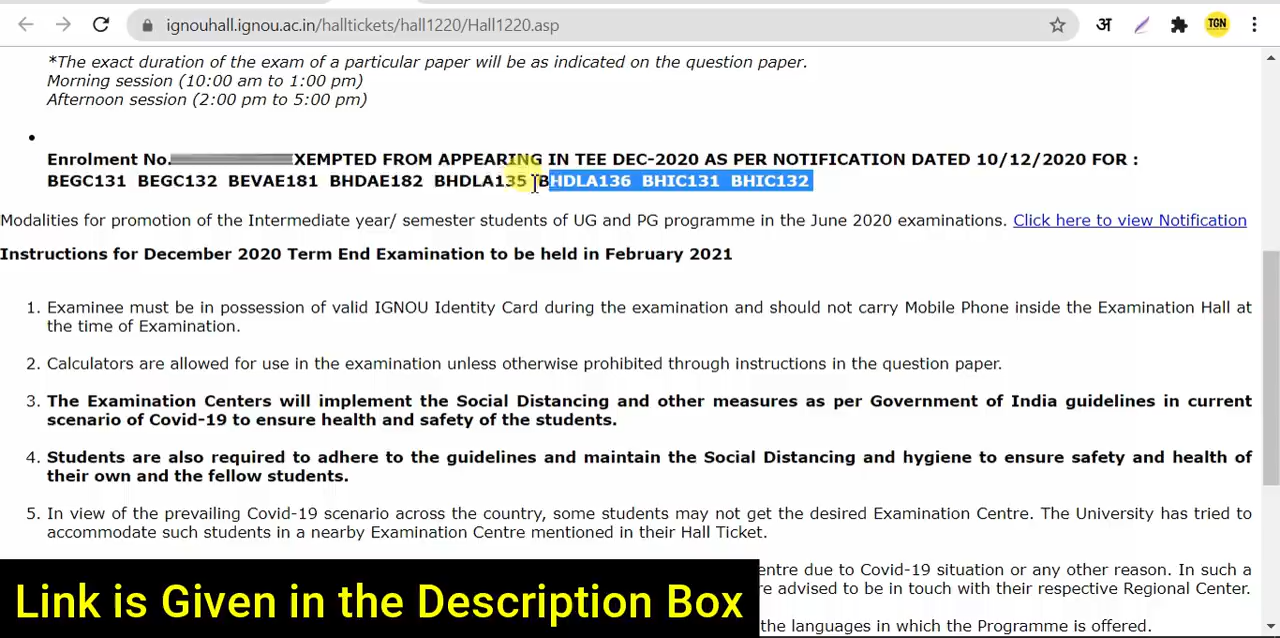 ignouhall.ignou.ac.in/halltickets/hall1220/Hall1220.asp
अ
TGN
*The exact duration of the exam of a particular paper will be as indicated on the question paper.
Morning session (10:00 am to 1:00 pm)
Afternoon session (2:00 pm to 5:00 pm)
Enrolment No. XEMPTED FROM APPEARING IN TEE DEC-2020 AS PER NOTIFICATION DATED 10/12/2020 FOR :
BEGC131 BEGC132 BEVAE181 BHDAE182 BHDLA135 BHDLA136 BHIC131 BHIC132
Modalities for promotion of the Intermediate year/ semester students of UG and PG programme in the June 2020 examinations. Click here to view Notification
Instructions for December 2020 Term End Examination to be held in February 2021
1. Examinee must be in possession of valid IGNOU Identity Card during the examination and should not carry Mobile Phone inside the Examination Hall at
the time of Examination.
2. Calculators are allowed for use in the examination unless otherwise prohibited through instructions in the question paper.
3. The Examination Centers will implement the Social Distancing and other measures as per Government of India guidelines in current
scenario of Covid-19 to ensure health and safety of the students.
4. Students are also required to adhere to the guidelines and maintain the Social Distancing and hygiene to ensure safety and health of
their own and the fellow students.
5. In view of the prevailing Covid-19 scenario across the country, some students may not get the desired Examination Centre. The University has tried to
accommodate such students in a nearby Examination Centre mentioned in their Hall Ticket.
entre due to Covid-19 situation or any other reason. In such a
e advised to be in touch with their respective Regional Center.
the languages in which the Programme is offered.
Link is Given in the Description Box